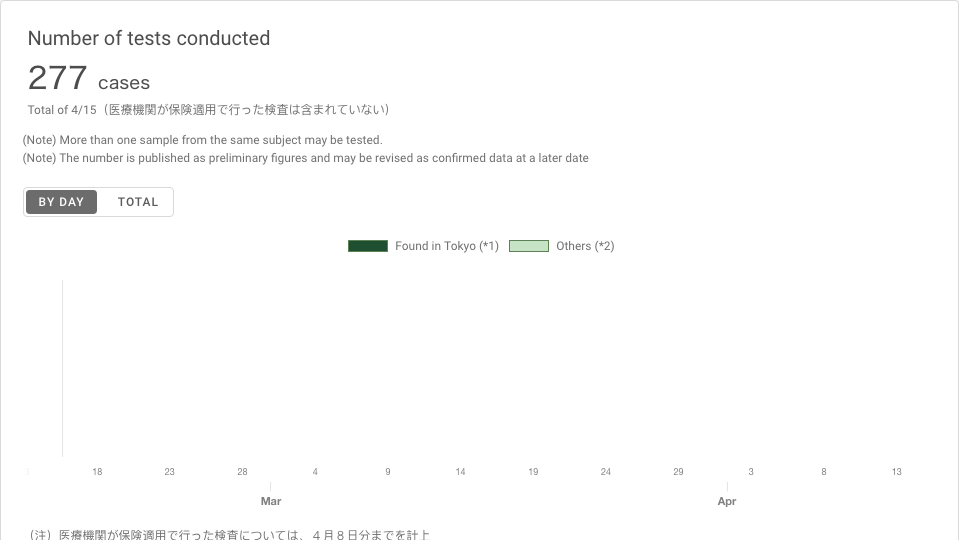 Number of tests conducted
277 cases
Total of 4/15（医療機関が保険適用で行った検査は含まれていない）
(Note) More than one sample from the same subject may be tested.
(Note) The number is published as preliminary figures and may be revised as confirmed data at a later date
BY DAY TOTAL
Found in Tokyo (*1) Others (*2)
18 23 28 4 9 14 19 24 29 3 8 13
Mar Apr
（注）医療機関が保険適用で行った検査については、４月８日分までを計上